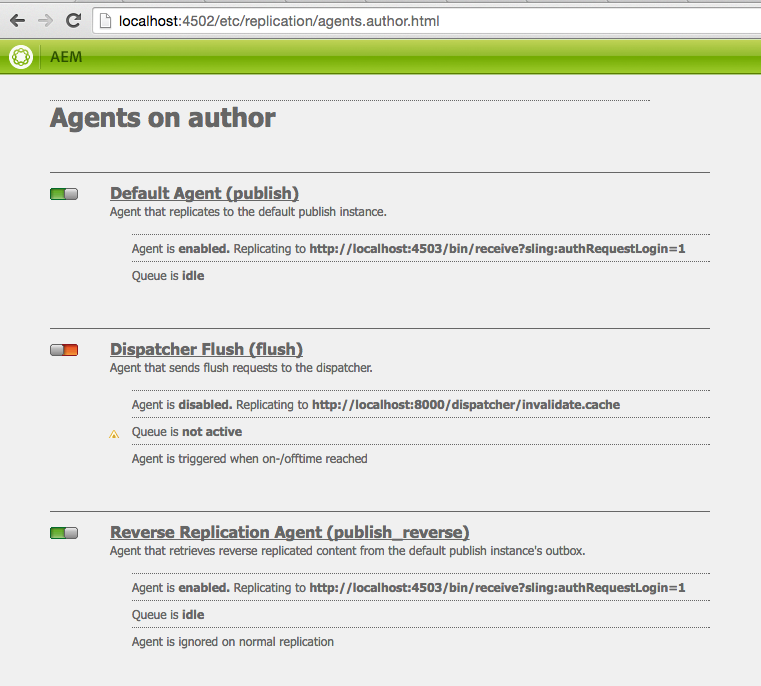 localhost:4502/etc/replication/agents.author.html
AEM
Agents on author
Default Agent (publish)
Agent that replicates to the default publish instance.
Agent is enabled. Replicating to http://localhost:4503/bin/receive?sling:authRequestLogin=1
Queue is idle
Dispatcher Flush (flush)
Agent that sends flush requests to the dispatcher.
Agent is disabled. Replicating to http://localhost:8000/dispatcher/invalidate.cache
Queue is not active
Agent is triggered when on-/offtime reached
Reverse Replication Agent (publish_reverse)
Agent that retrieves reverse replicated content from the default publish instance's outbox.
Agent is enabled. Replicating to http://localhost:4503/bin/receive?sling:authRequestLogin=1
Queue is idle
Agent is ignored on normal replication